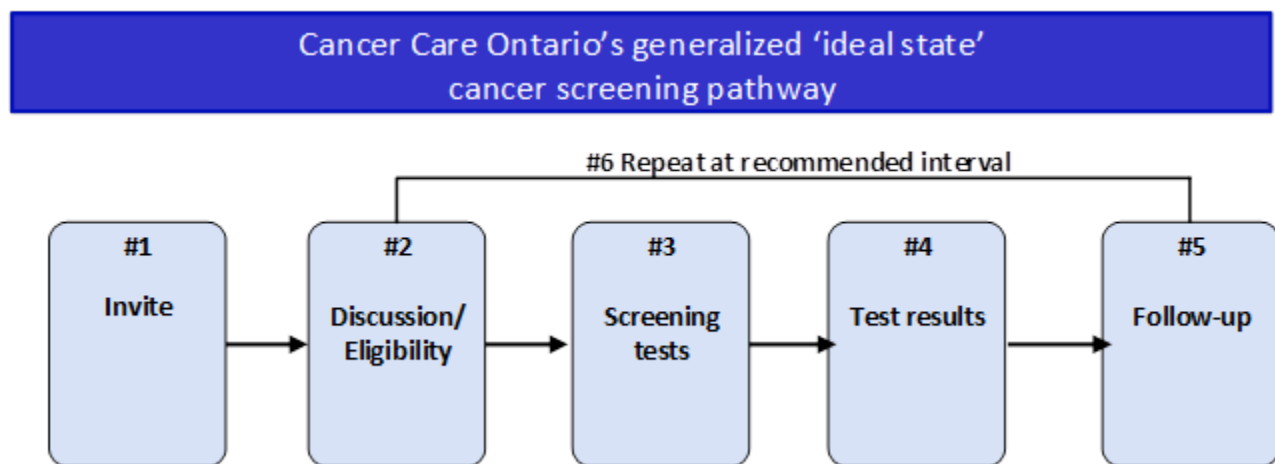 Cancer Care Ontario’s generalized ‘ideal state’
cancer screening pathway
#6 Repeat at recommended interval
#1
Invite
#2
Discussion/
Eligibility
#3
Screening
tests
#4
Test results
#5
Follow-up